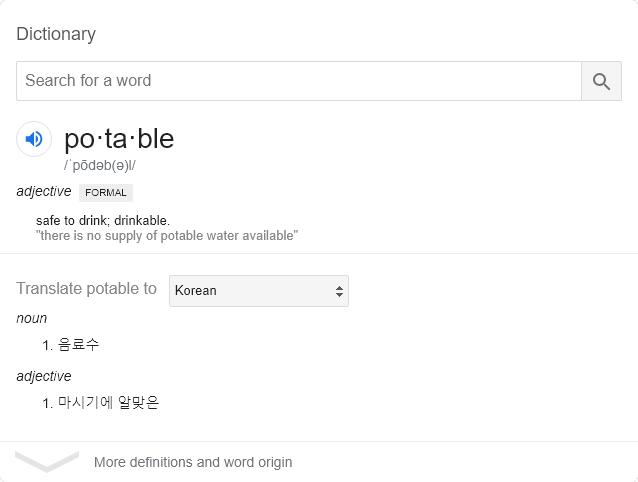 Dictionary
Search for a word
po·ta·ble
/ˈpōdəb(ə)l/
adjective FORMAL
safe to drink; drinkable.
"there is no supply of potable water available"
Translate potable to Korean
noun
1. 음료수
adjective
1. 마시기에 알맞은
More definitions and word origin